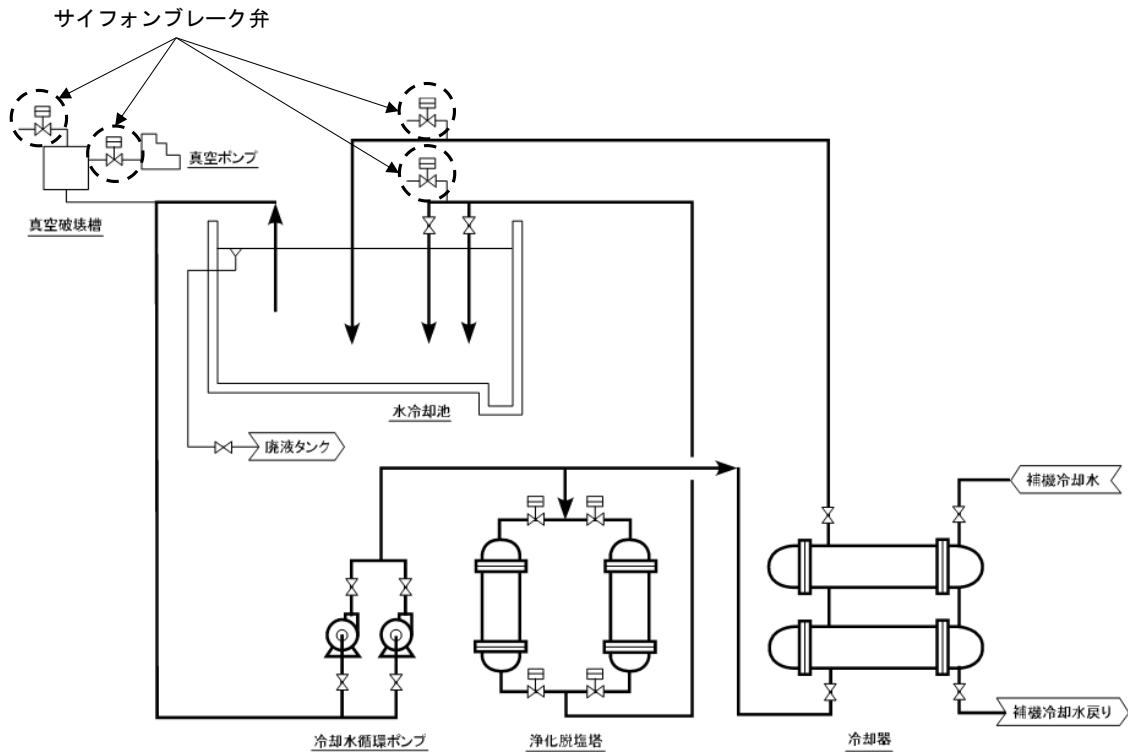 サイフォンブレーク弁
真空ポンプ
真空破壊槽
水冷却池
廃液タンク
補機冷却水
補機冷却水戻り
冷却水循環ポンプ
浄化脱塩塔
冷却器